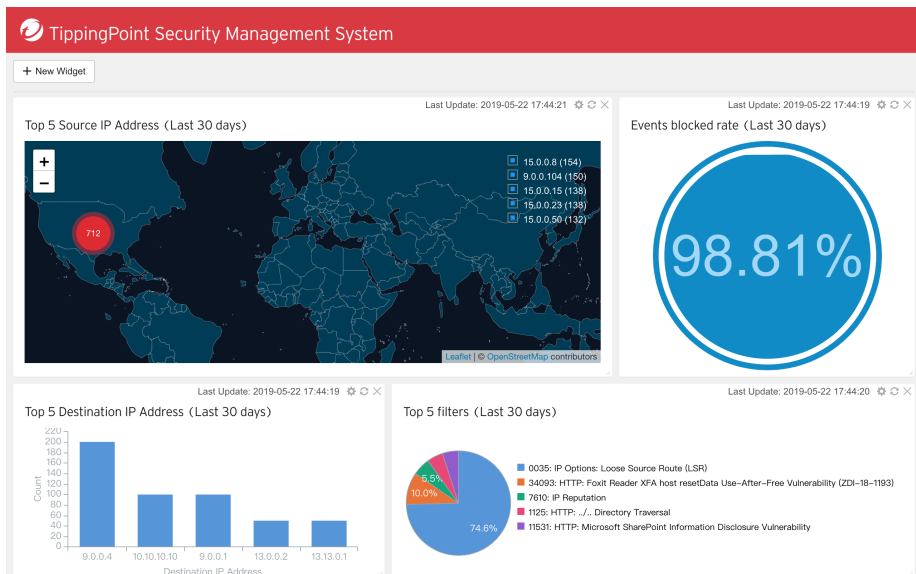 TippingPoint Security Management System
+ New Widget
Last Update: 2019-05-22 17:44:21
Top 5 Source IP Address (Last 30 days)
+
−
15.0.0.8 (154)
9.0.0.104 (150)
15.0.0.15 (138)
15.0.0.23 (138)
15.0.0.50 (132)
712
Leaflet | © OpenStreetMap contributors
Last Update: 2019-05-22 17:44:19
Events blocked rate (Last 30 days)
98.81%
Last Update: 2019-05-22 17:44:19
Top 5 Destination IP Address (Last 30 days)
220
200
180
160
140
120
100
80
60
40
20
0
Count
9.0.0.4
10.10.10.10
9.0.0.1
13.0.0.2
13.13.0.1
Destination IP Address
Last Update: 2019-05-22 17:44:20
Top 5 filters (Last 30 days)
5.5%
10.0%
74.6%
0035: IP Options: Loose Source Route (LSR)
34093: HTTP: Foxit Reader XFA host resetData Use-After-Free Vulnerability (ZDI-18-1193)
7610: IP Reputation
1125: HTTP: ../.. Directory Traversal
11531: HTTP: Microsoft SharePoint Information Disclosure Vulnerability